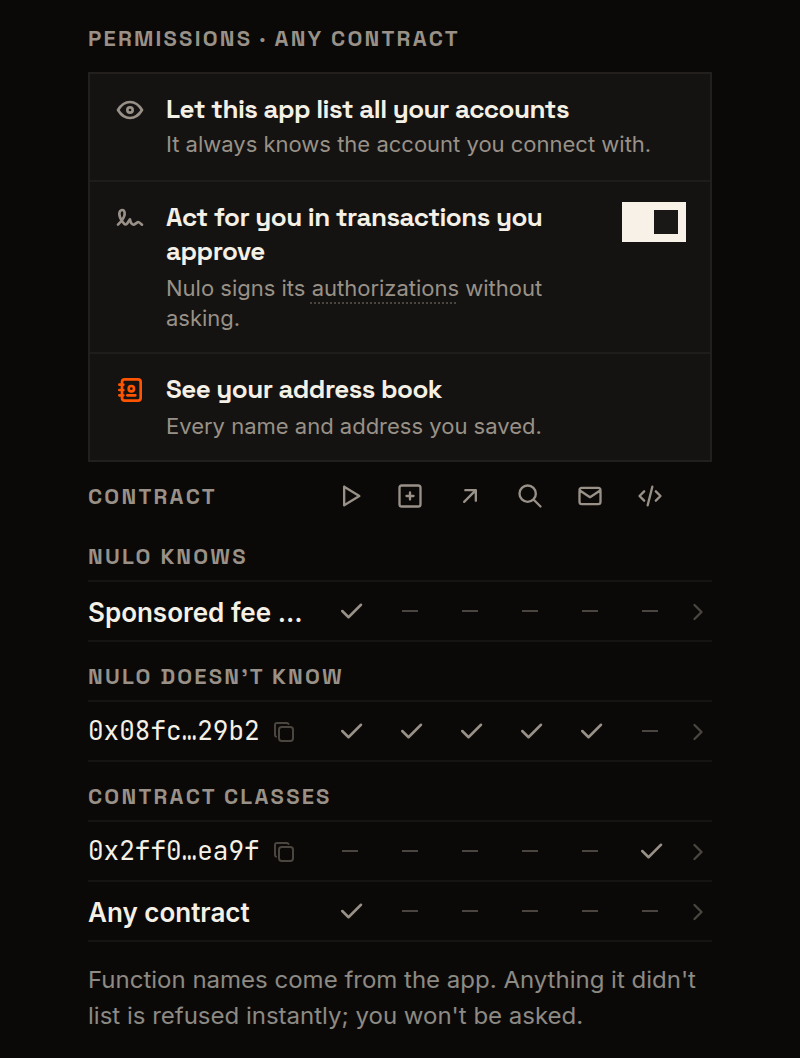 PERMISSIONS · ANY CONTRACT
Let this app list all your accounts
It always knows the account you connect with.
Act for you in transactions you
approve
Nulo signs its authorizations without
asking.
See your address book
Every name and address you saved.
CONTRACT
NULO KNOWS
Sponsored fee ...
NULO DOESN’T KNOW
0x08fc…29b2
CONTRACT CLASSES
0x2ff0…ea9f
Any contract
Function names come from the app. Anything it didn't
list is refused instantly; you won't be asked.